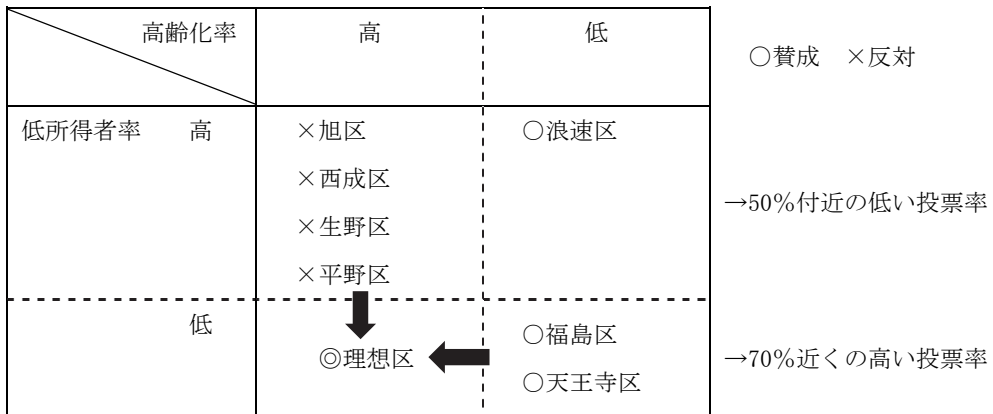 高齢化率 高 低
○賛成 ×反対
低所得者率 高 ×旭区 ○浪速区
×西成区
→50％付近の低い投票率
×生野区
×平野区
低 ○福島区
◎理想区 →70％近くの高い投票率
○天王寺区